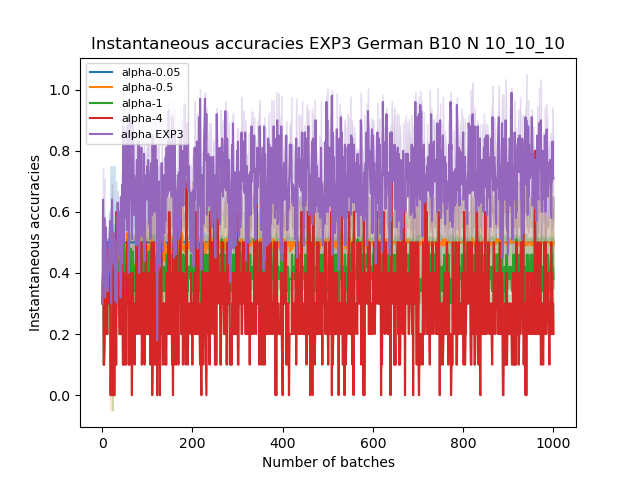 Instantaneous accuracies EXP3 German B10 N 10_10_10
alpha-0.05
alpha-0.5
alpha-1
alpha-4
alpha EXP3
Instantaneous accuracies
1.0
0.8
0.6
0.4
0.2
0.0
0 200 400 600 800 1000
Number of batches